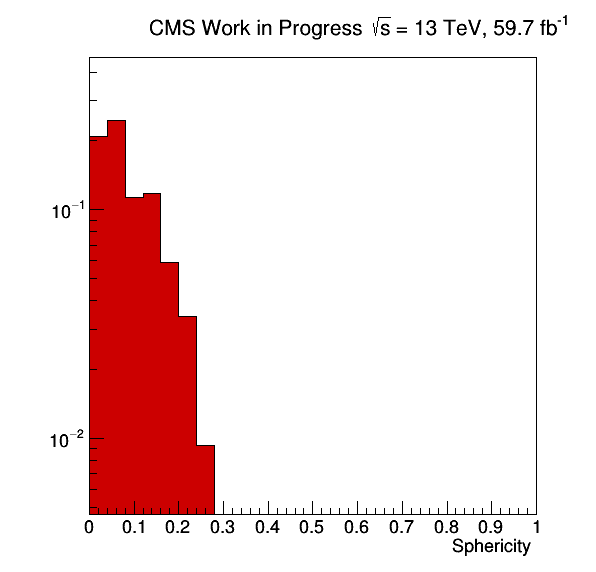 CMS Work in Progress √s = 13 TeV, 59.7 fb⁻¹
10⁻¹
10⁻²
0 0.1 0.2 0.3 0.4 0.5 0.6 0.7 0.8 0.9 1
Sphericity